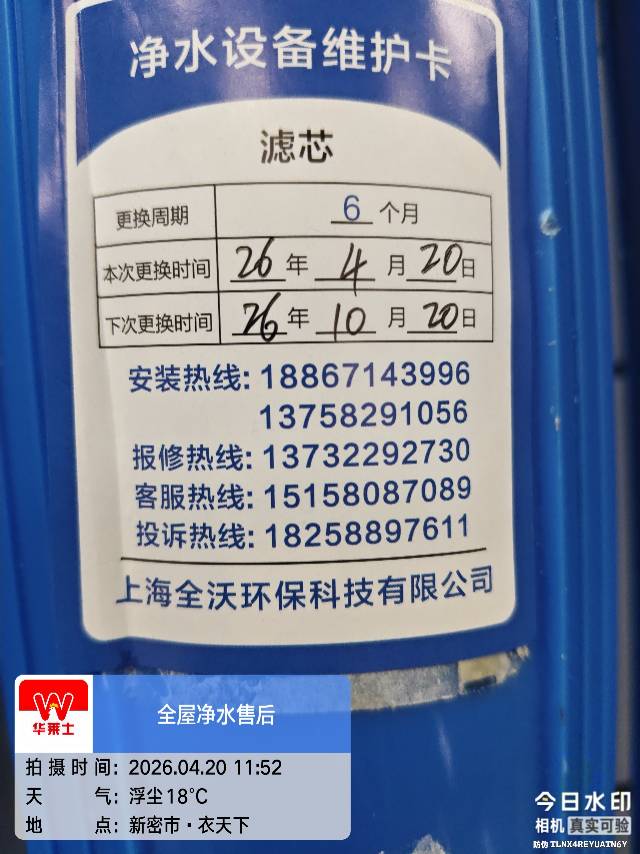 净水设备维护卡
滤芯
更换周期 6 个月
本次更换时间 26 年 4 月 20 日
下次更换时间 26 年 10 月 20 日
安装热线: 18867143996
13758291056
报修热线: 13732292730
客服热线: 15158087089
投诉热线: 18258897611
上海全沃环保科技有限公司
华莱士
全屋净水售后
拍摄时间: 2026.04.20 11:52
天 气: 浮尘18℃
地 点: 新密市·衣天下
今日水印
相机 真实可验
防伪 TLNX4REYUATN6Y